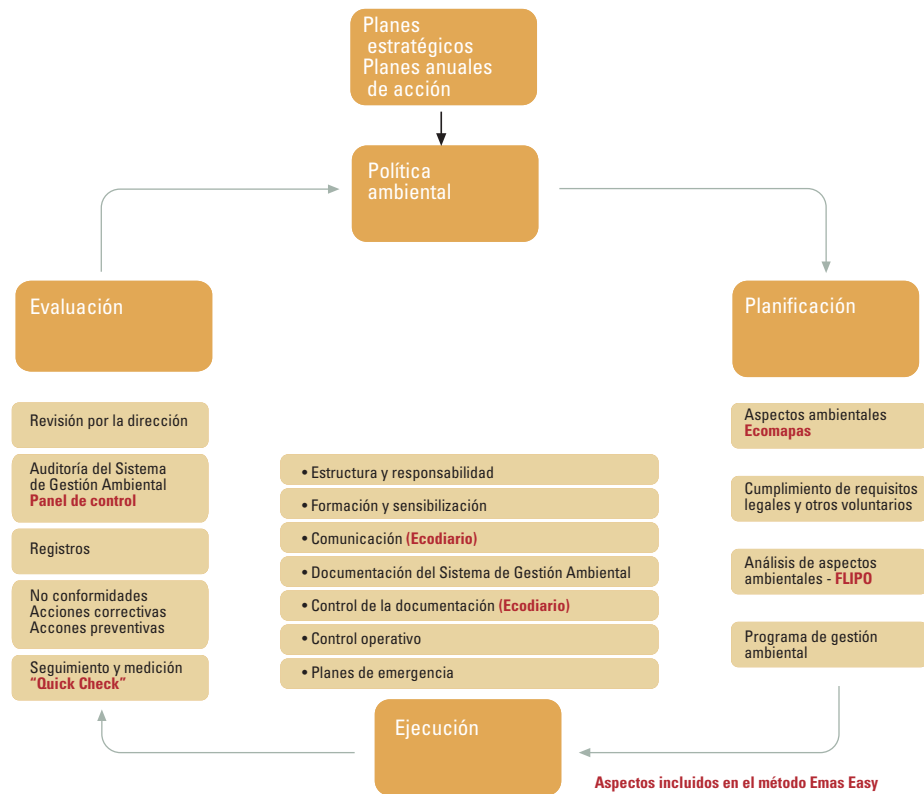 Planes
estratégicos
Planes anuales
de acción
Política
ambiental
Evaluación
Planificación
Revisión por la dirección
Auditoría del Sistema
de Gestión Ambiental
Panel de control
Registros
No conformidades
Acciones correctivas
Accones preventivas
Seguimiento y medición
"Quick Check"
• Estructura y responsabilidad
• Formación y sensibilización
• Comunicación (Ecodiario)
• Documentación del Sistema de Gestión Ambiental
• Control de la documentación (Ecodiario)
• Control operativo
• Planes de emergencia
Aspectos ambientales
Ecomapas
Cumplimiento de requisitos
legales y otros voluntarios
Análisis de aspectos
ambientales - FLIPO
Programa de gestión
ambiental
Ejecución
Aspectos incluidos en el método Emas Easy